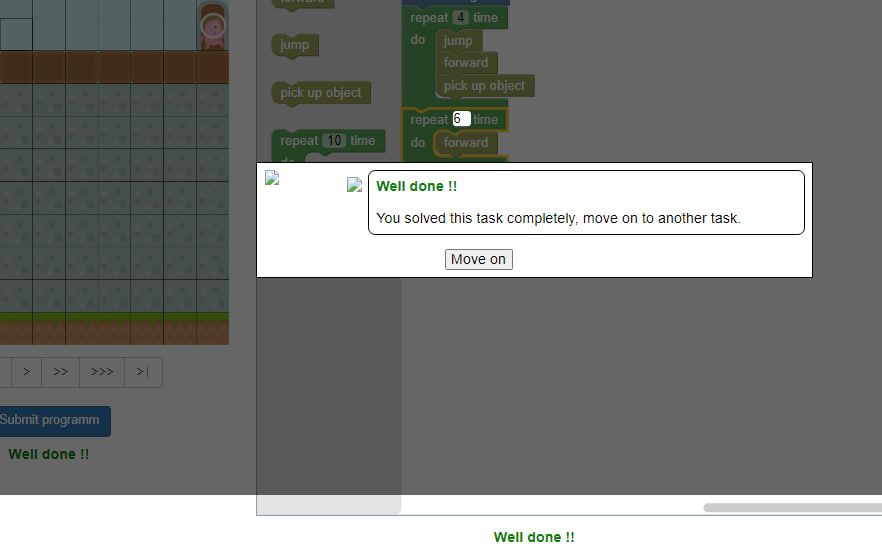 forward
jump
pick up object
repeat 10 time
do
repeat 4 time
do
jump
forward
pick up object
repeat 6 time
do
forward
Well done !!
You solved this task completely, move on to another task.
Move on
> >> >>> >|
Submit programm
Well done !!
Well done !!